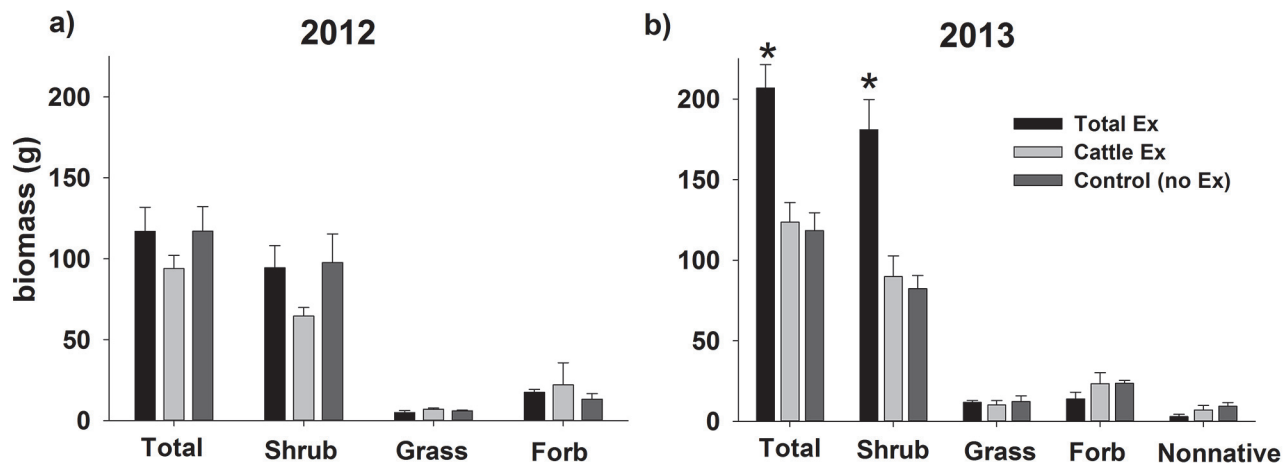 a)
2012
biomass (g)
200
150
100
50
0
Total Shrub Grass Forb
b)
2013
* *
200
150
100
50
0
Total Ex
Cattle Ex
Control (no Ex)
Total Shrub Grass Forb Nonnative